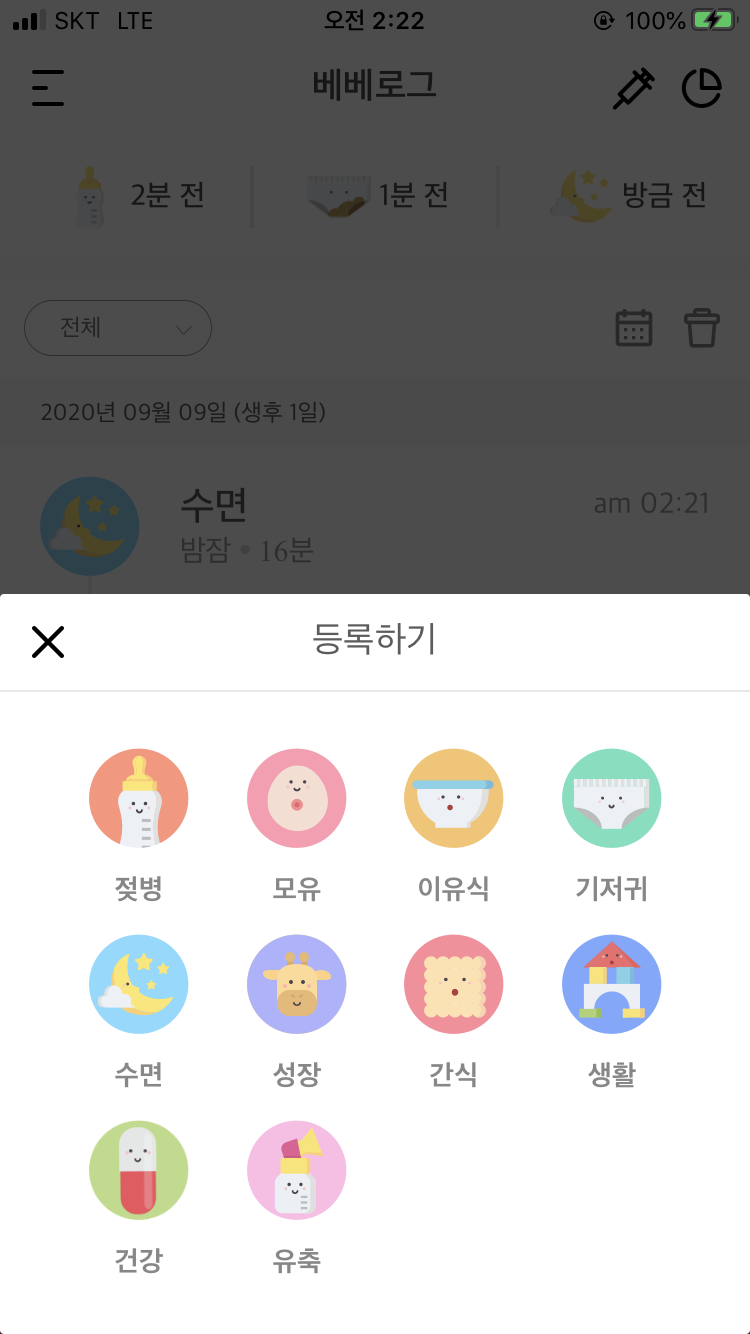 SKT LTE 오전 2:22 100%
베베로그
2분 전 1분 전 방금 전
전체
2020년 09월 09일 (생후 1일)
수면 am 02:21
밤잠 • 16분
등록하기
젖병 모유 이유식 기저귀
수면 성장 간식 생활
건강 유축